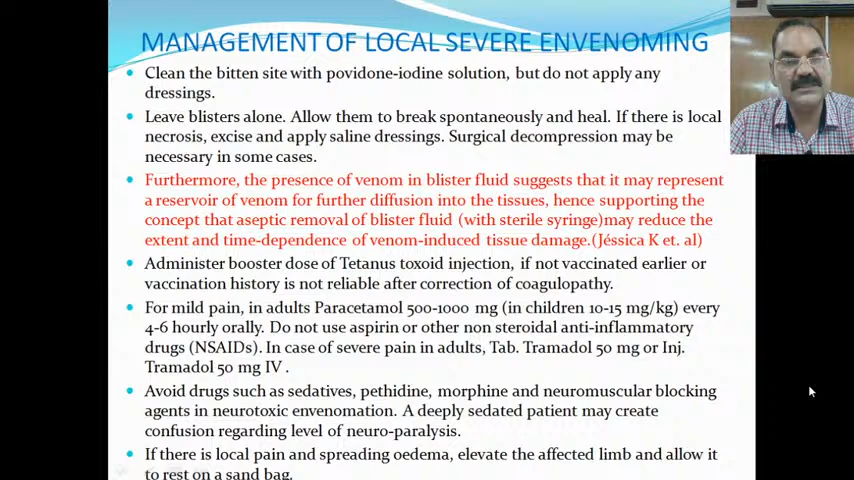 MANAGEMENT OF LOCAL SEVERE ENVENOMING
• Clean the bitten site with povidone-iodine solution, but do not apply any
dressings.
• Leave blisters alone. Allow them to break spontaneously and heal. If there is local
necrosis, excise and apply saline dressings. Surgical decompression may be
necessary in some cases.
• Furthermore, the presence of venom in blister fluid suggests that it may represent
a reservoir of venom for further diffusion into the tissues, hence supporting the
concept that aseptic removal of blister fluid (with sterile syringe)may reduce the
extent and time-dependence of venom-induced tissue damage.(Jéssica K et. al)
• Administer booster dose of Tetanus toxoid injection, if not vaccinated earlier or
vaccination history is not reliable after correction of coagulopathy.
• For mild pain, in adults Paracetamol 500-1000 mg (in children 10-15 mg/kg) every
4-6 hourly orally. Do not use aspirin or other non steroidal anti-inflammatory
drugs (NSAIDs). In case of severe pain in adults, Tab. Tramadol 50 mg or Inj.
Tramadol 50 mg IV .
• Avoid drugs such as sedatives, pethidine, morphine and neuromuscular blocking
agents in neurotoxic envenomation. A deeply sedated patient may create
confusion regarding level of neuro-paralysis.
• If there is local pain and spreading oedema, elevate the affected limb and allow it
to rest on a sand bag.